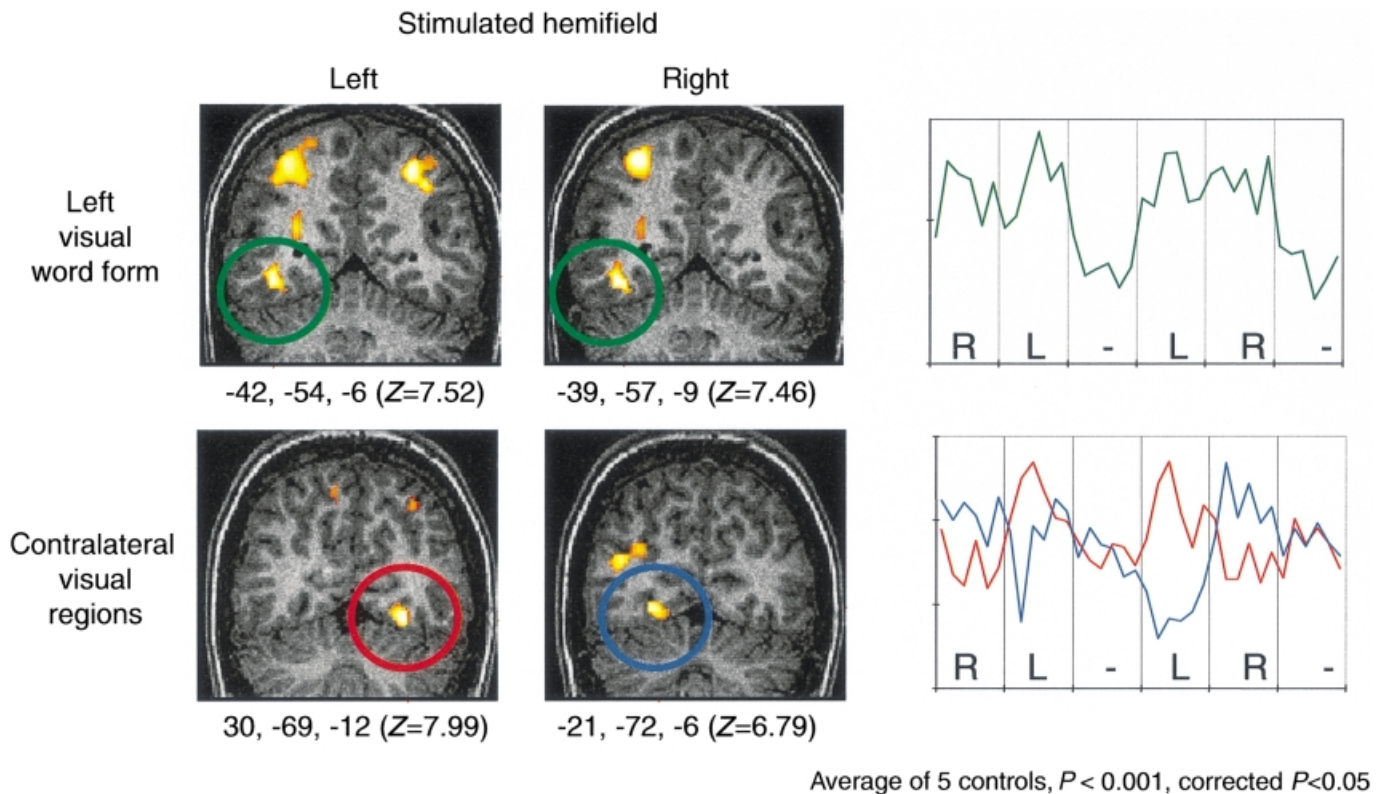 Stimulated hemifield
Left
Right
Left
visual
word form
R L - L R -
-42, -54, -6 (Z=7.52)
-39, -57, -9 (Z=7.46)
Contralateral
visual
regions
R L - L R -
30, -69, -12 (Z=7.99)
-21, -72, -6 (Z=6.79)
Average of 5 controls, P < 0.001, corrected P<0.05